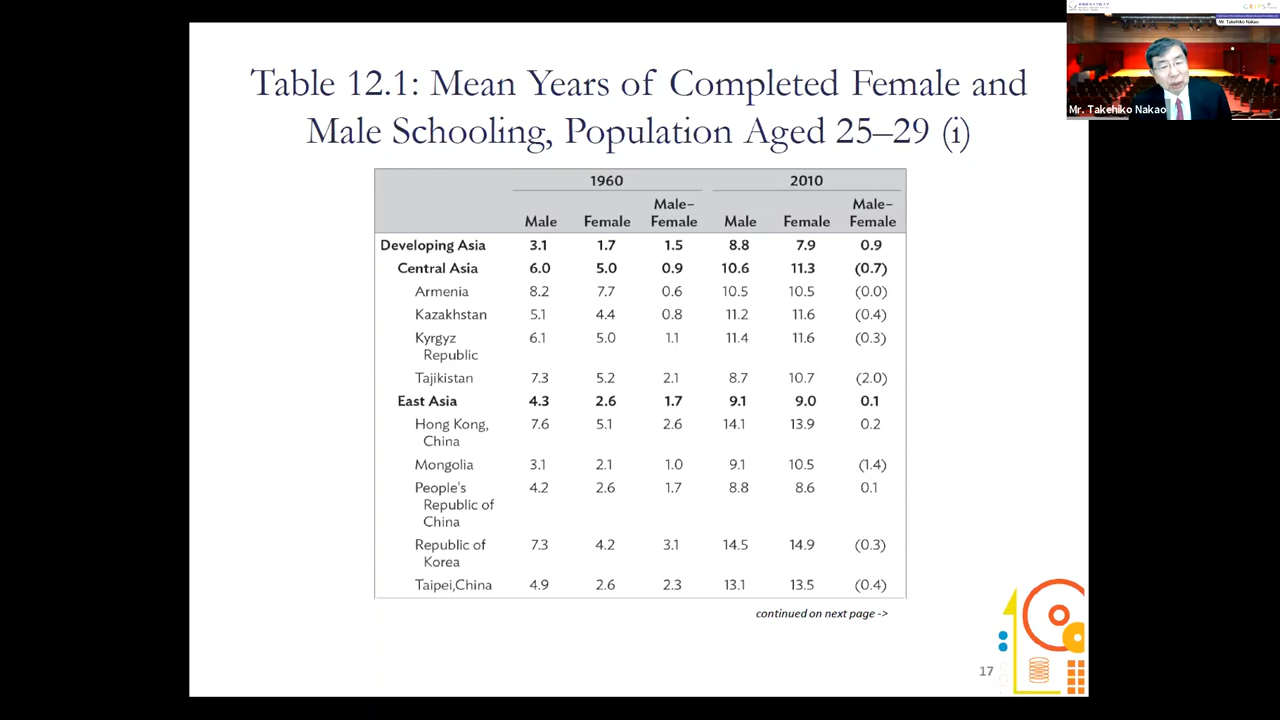 Table 12.1: Mean Years of Completed Female and
Male Schooling, Population Aged 25–29 (i)
1960 2010
Male Female Male–Female Male Female Male–Female
Developing Asia 3.1 1.7 1.5 8.8 7.9 0.9
Central Asia 6.0 5.0 0.9 10.6 11.3 (0.7)
Armenia 8.2 7.7 0.6 10.5 10.5 (0.0)
Kazakhstan 5.1 4.4 0.8 11.2 11.6 (0.4)
Kyrgyz 6.1 5.0 1.1 11.4 11.6 (0.3)
Republic
Tajikistan 7.3 5.2 2.1 8.7 10.7 (2.0)
East Asia 4.3 2.6 1.7 9.1 9.0 0.1
Hong Kong, 7.6 5.1 2.6 14.1 13.9 0.2
China
Mongolia 3.1 2.1 1.0 9.1 10.5 (1.4)
People's 4.2 2.6 1.7 8.8 8.6 0.1
Republic of
China
Republic of 7.3 4.2 3.1 14.5 14.9 (0.3)
Korea
Taipei,China 4.9 2.6 2.3 13.1 13.5 (0.4)
continued on next page ->
17
GRIPS
Mr. Takehiko Nakao
Mr. Takehiko Nakao